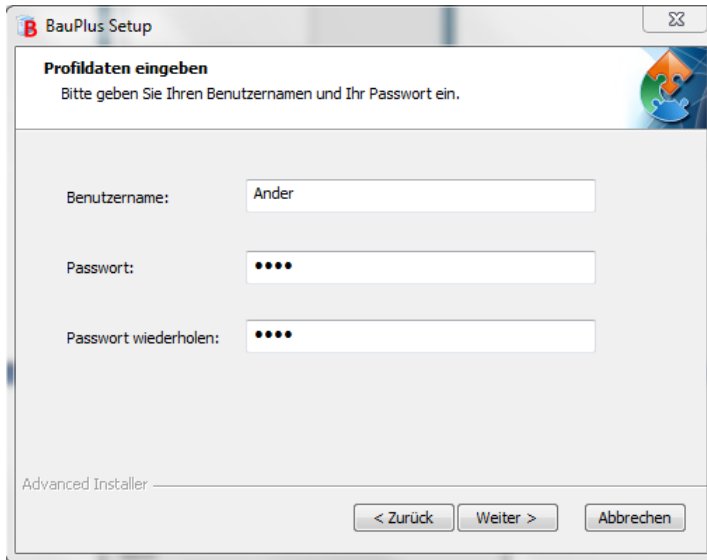 BauPlus Setup
Profildaten eingeben
Bitte geben Sie Ihren Benutzernamen und Ihr Passwort ein.
Benutzername: Ander
Passwort: ••••
Passwort wiederholen: ••••
Advanced Installer
< Zurück Weiter > Abbrechen